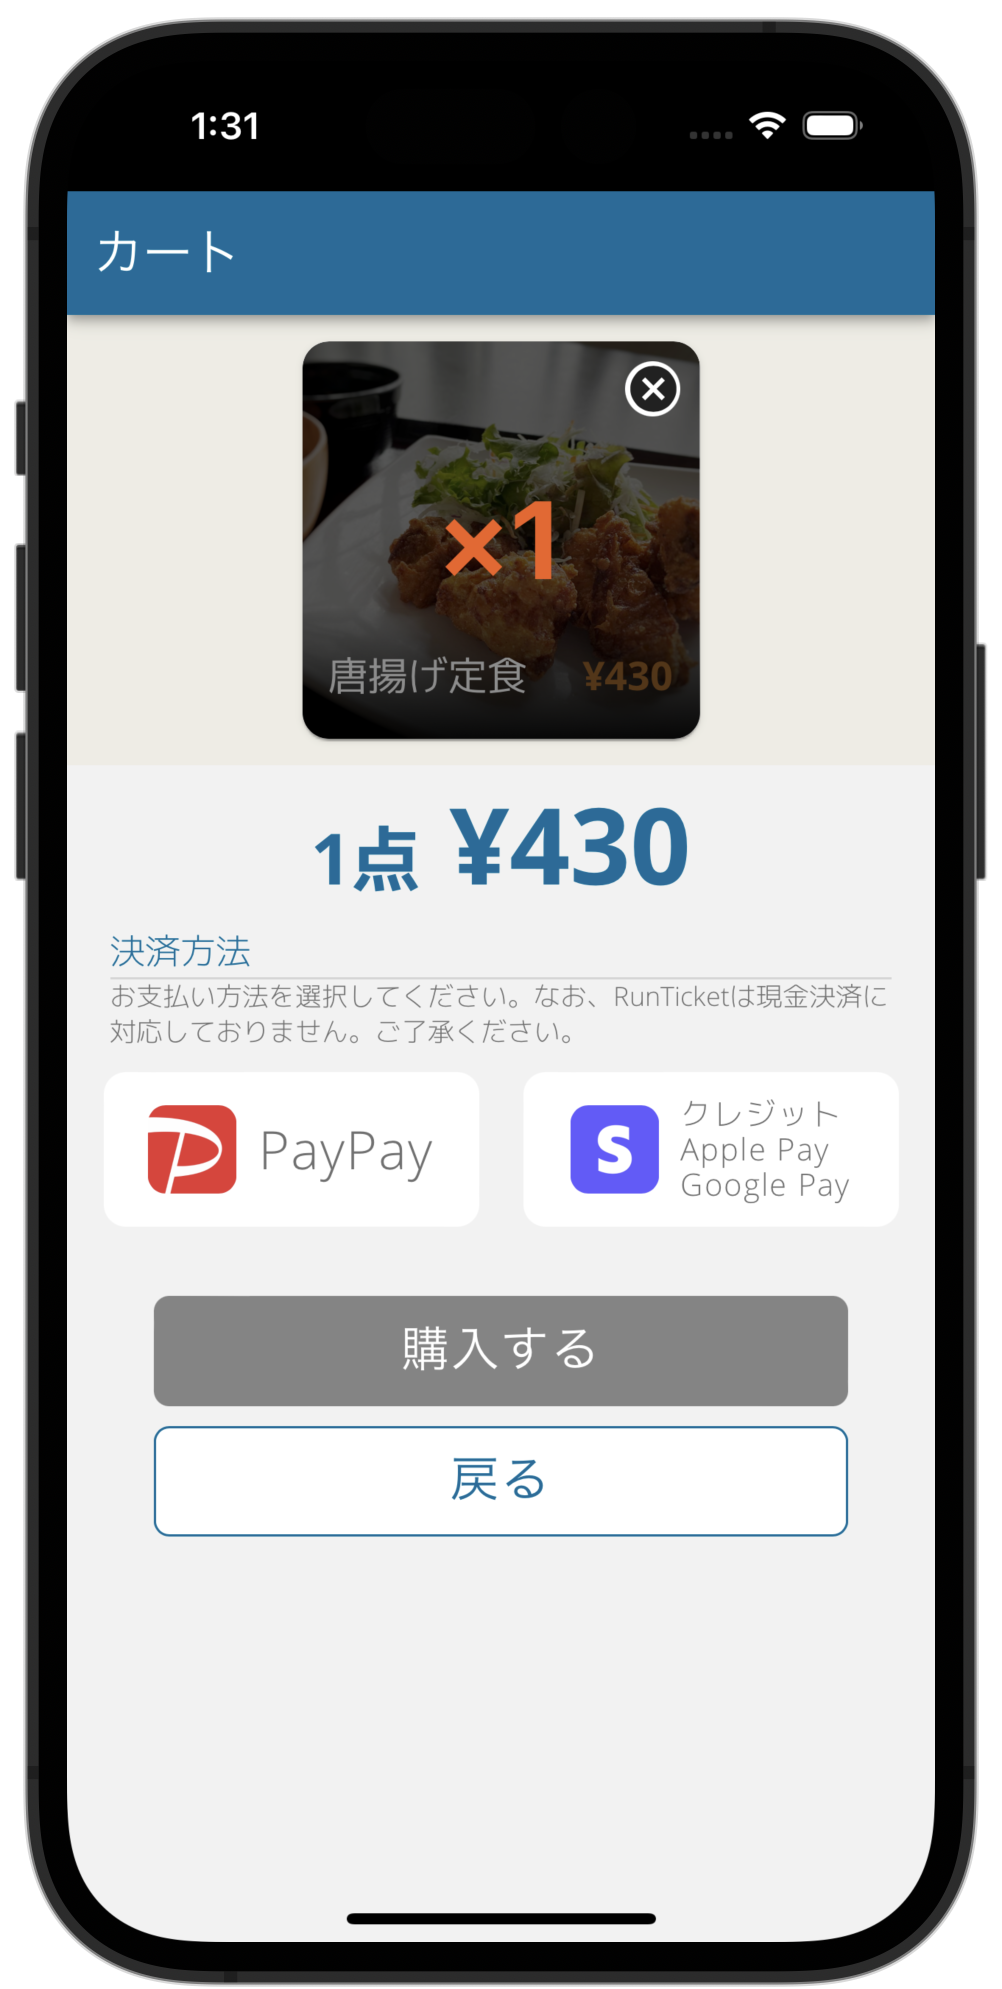 1:31
カート
×1
唐揚げ定食 ¥430
1点 ¥430
決済方法
お支払い方法を選択してください。なお、RunTicketは現金決済に
対応しておりません。ご了承ください。
PayPay
S
クレジット
Apple Pay
Google Pay
購入する
戻る